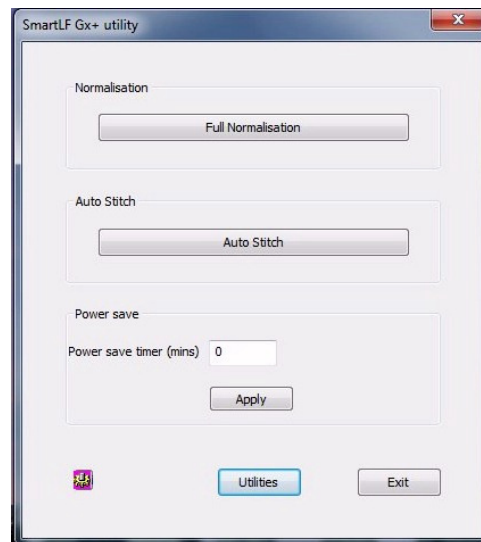 SmartLF Gx+ utility
Normalisation
Full Normalisation
Auto Stitch
Auto Stitch
Power save
Power save timer (mins) 0
Apply
Utilities Exit